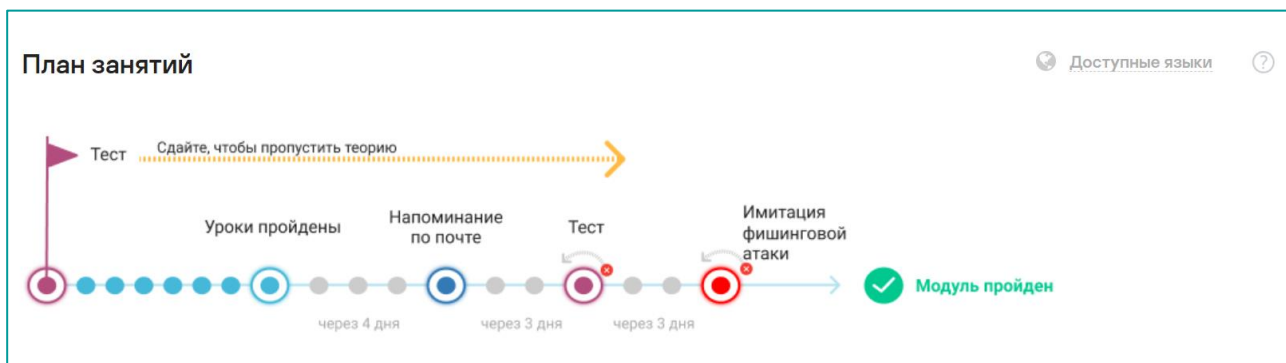 План занятий
Доступные языки
?
Тест
Сдайте, чтобы пропустить теорию
Уроки пройдены
Напоминание
по почте
Тест
Имитация
фишинговой
атаки
Модуль пройден
через 4 дня
через 3 дня
через 3 дня